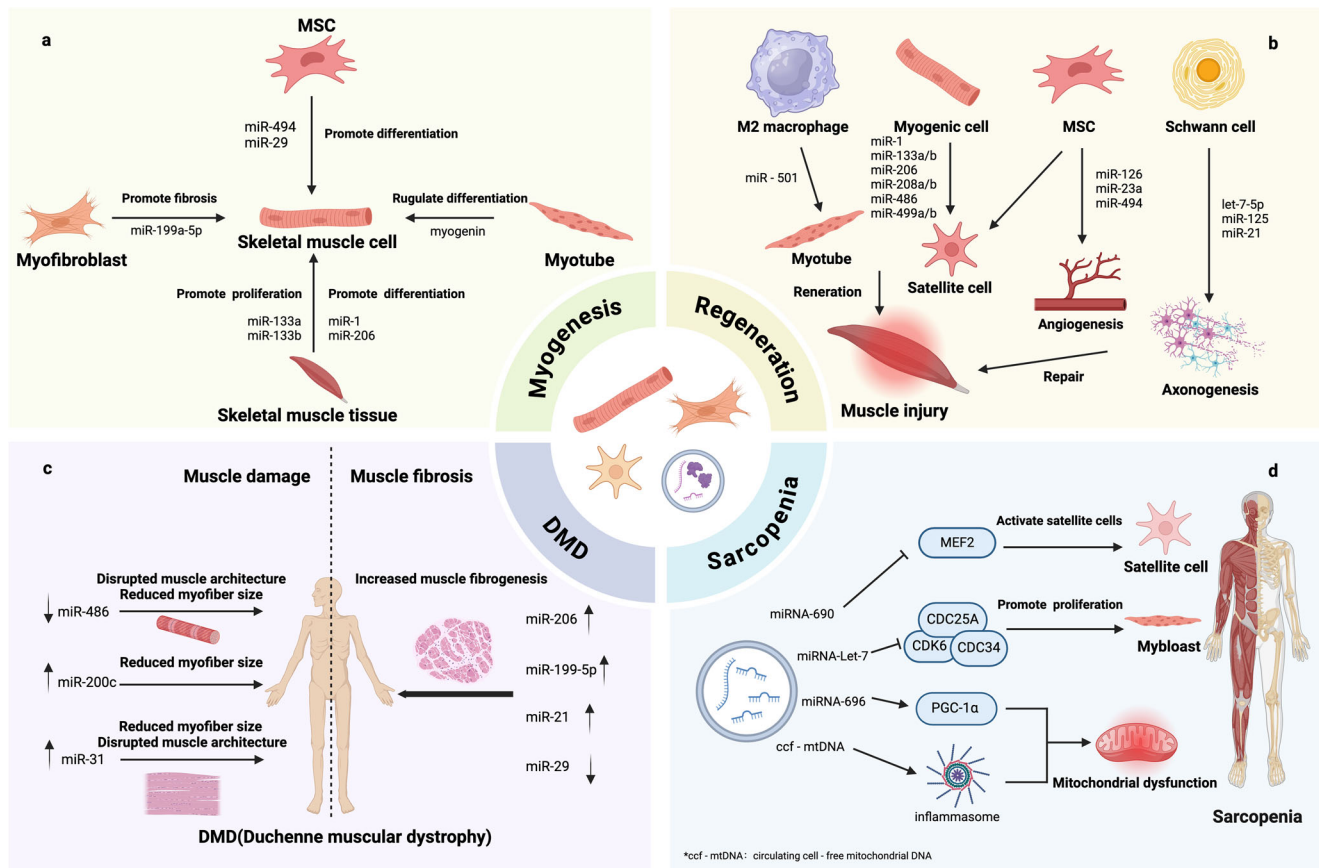 a
MSC
miR-494
miR-29
Promote differentiation
Promote fibrosis
miR-199a-5p
Myofibroblast
Skeletal muscle cell
Rugulate differentiation
myogenin
Myotube
Promote proliferation
miR-133a
miR-133b
Promote differentiation
miR-1
miR-206
Skeletal muscle tissue
b
M2 macrophage
Myogenic cell
MSC
Schwann cell
miR - 501
miR-1
miR-133a/b
miR-206
miR-208a/b
miR-486
miR-499a/b
miR-126
miR-23a
miR-494
let-7-5p
miR-125
miR-21
Myotube
Satellite cell
Angiogenesis
Axonogenesis
Reneration
Repair
Muscle injury
Myogenesis
Regeneration
DMD
Sarcopenia
c
Muscle damage
Muscle fibrosis
Disrupted muscle architecture
Reduced myofiber size
miR-486
Reduced myofiber size
miR-200c
Reduced myofiber size
Disrupted muscle architecture
miR-31
Increased muscle fibrogenesis
miR-206
miR-199-5p
miR-21
miR-29
DMD(Duchenne muscular dystrophy)
d
MEF2
Activate satellite cells
Satellite cell
miRNA-690
CDC25A
CDK6
CDC34
Promote proliferation
Mybloast
miRNA-Let-7
miRNA-696
PGC-1α
ccf - mtDNA
inflammasome
Mitochondrial dysfunction
Sarcopenia
*ccf - mtDNA: circulating cell - free mitochondrial DNA